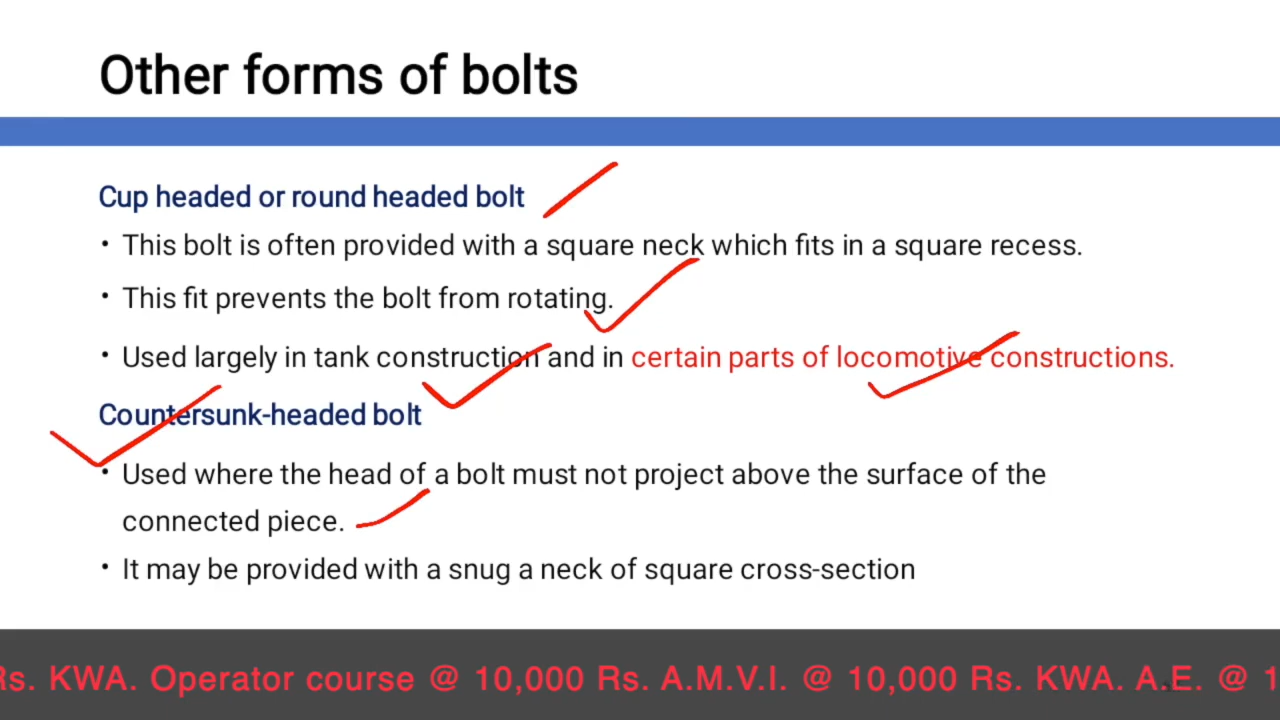 Other forms of bolts
Cup headed or round headed bolt
• This bolt is often provided with a square neck which fits in a square recess.
• This fit prevents the bolt from rotating.
• Used largely in tank construction and in certain parts of locomotive constructions.
Countersunk-headed bolt
• Used where the head of a bolt must not project above the surface of the
connected piece.
• It may be provided with a snug a neck of square cross-section
Rs. KWA. Operator course @ 10,000 Rs. A.M.V.I. @ 10,000 Rs. KWA. A.E. @ 1